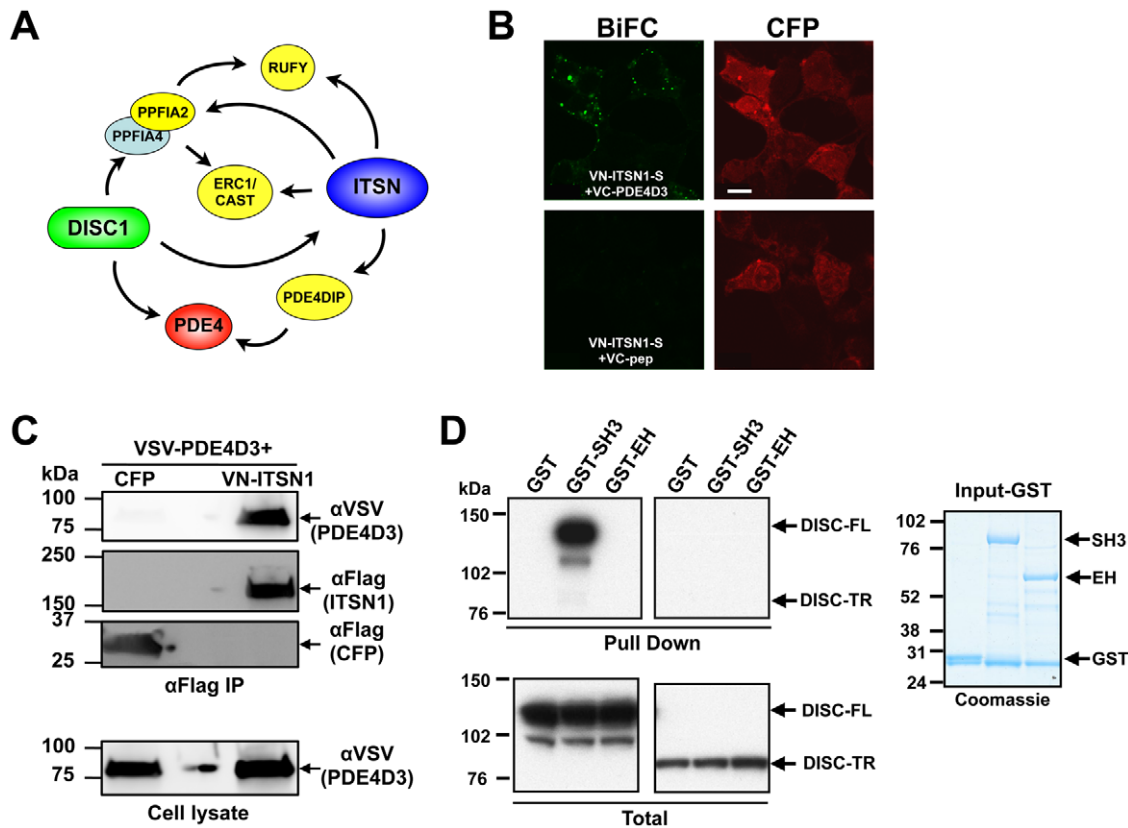 A
RUFY
PPFIA2
PPFIA4
ERC1/
CAST
ITSN
DISC1
PDE4DIP
PDE4
B
BiFC
CFP
VN-ITSN1-S
+VC-PDE4D3
VN-ITSN1-S
+VC-pep
C
VSV-PDE4D3+
kDa
CFP
VN-ITSN1
100
75
αVSV
(PDE4D3)
250
150
αFlag
(ITSN1)
37
25
αFlag
(CFP)
αFlag IP
100
75
αVSV
(PDE4D3)
Cell lysate
D
kDa
GST
GST-SH3
GST-EH
GST
GST-SH3
GST-EH
150
102
76
DISC-FL
DISC-TR
Pull Down
150
102
76
DISC-FL
DISC-TR
Total
Input-GST
102
76
52
38
31
24
SH3
EH
GST
Coomassie